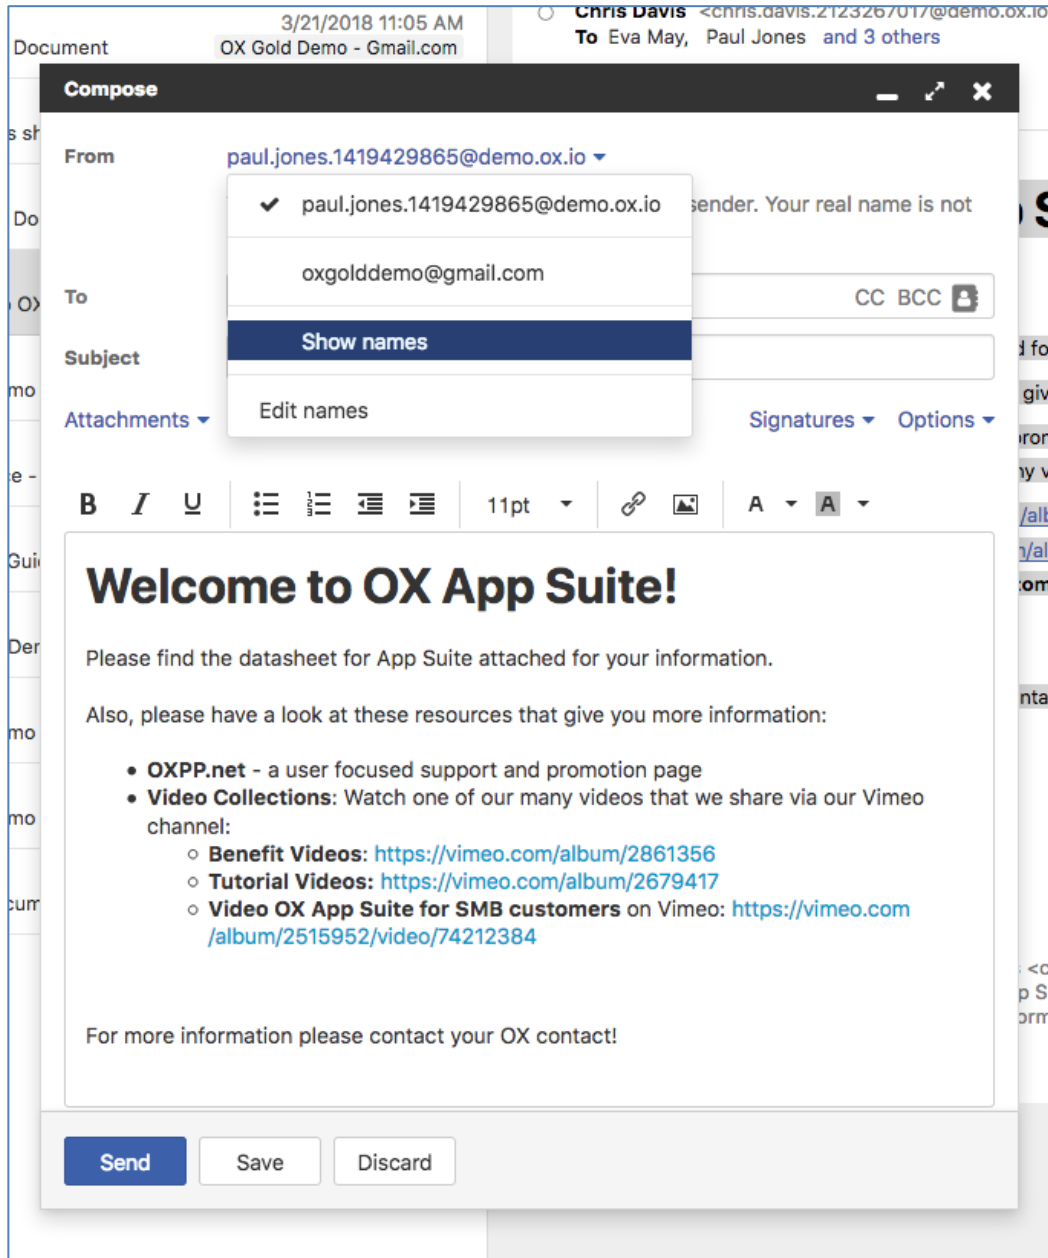 3/21/2018 11:05 AM
Document OX Gold Demo - Gmail.com
Chris Davis <chris.davis.2123267017@demo.ox.io
To Eva May, Paul Jones and 3 others
Compose
From paul.jones.1419429865@demo.ox.io
paul.jones.1419429865@demo.ox.io
sender. Your real name is not
oxgolddemo@gmail.com
To CC BCC
Show names
Subject
Edit names
Attachments Signatures Options
B I U 11pt A A
Welcome to OX App Suite!
Please find the datasheet for App Suite attached for your information.
Also, please have a look at these resources that give you more information:
• OXPP.net - a user focused support and promotion page
• Video Collections: Watch one of our many videos that we share via our Vimeo
channel:
○ Benefit Videos: https://vimeo.com/album/2861356
○ Tutorial Videos: https://vimeo.com/album/2679417
○ Video OX App Suite for SMB customers on Vimeo: https://vimeo.com
/album/2515952/video/74212384
For more information please contact your OX contact!
Send Save Discard